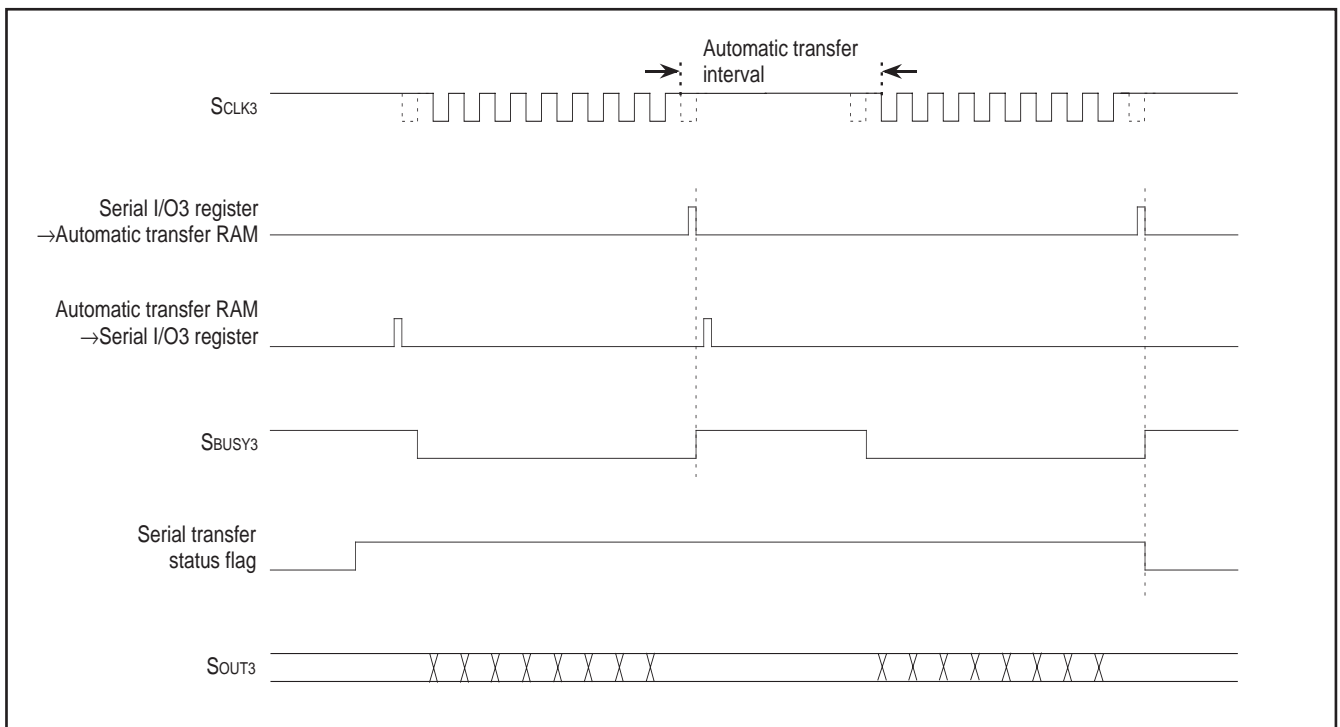 Automatic transfer
interval
SCLK3
Serial I/O3 register
→Automatic transfer RAM
Automatic transfer RAM
→Serial I/O3 register
SBUSY3
Serial transfer
status flag
SOUT3